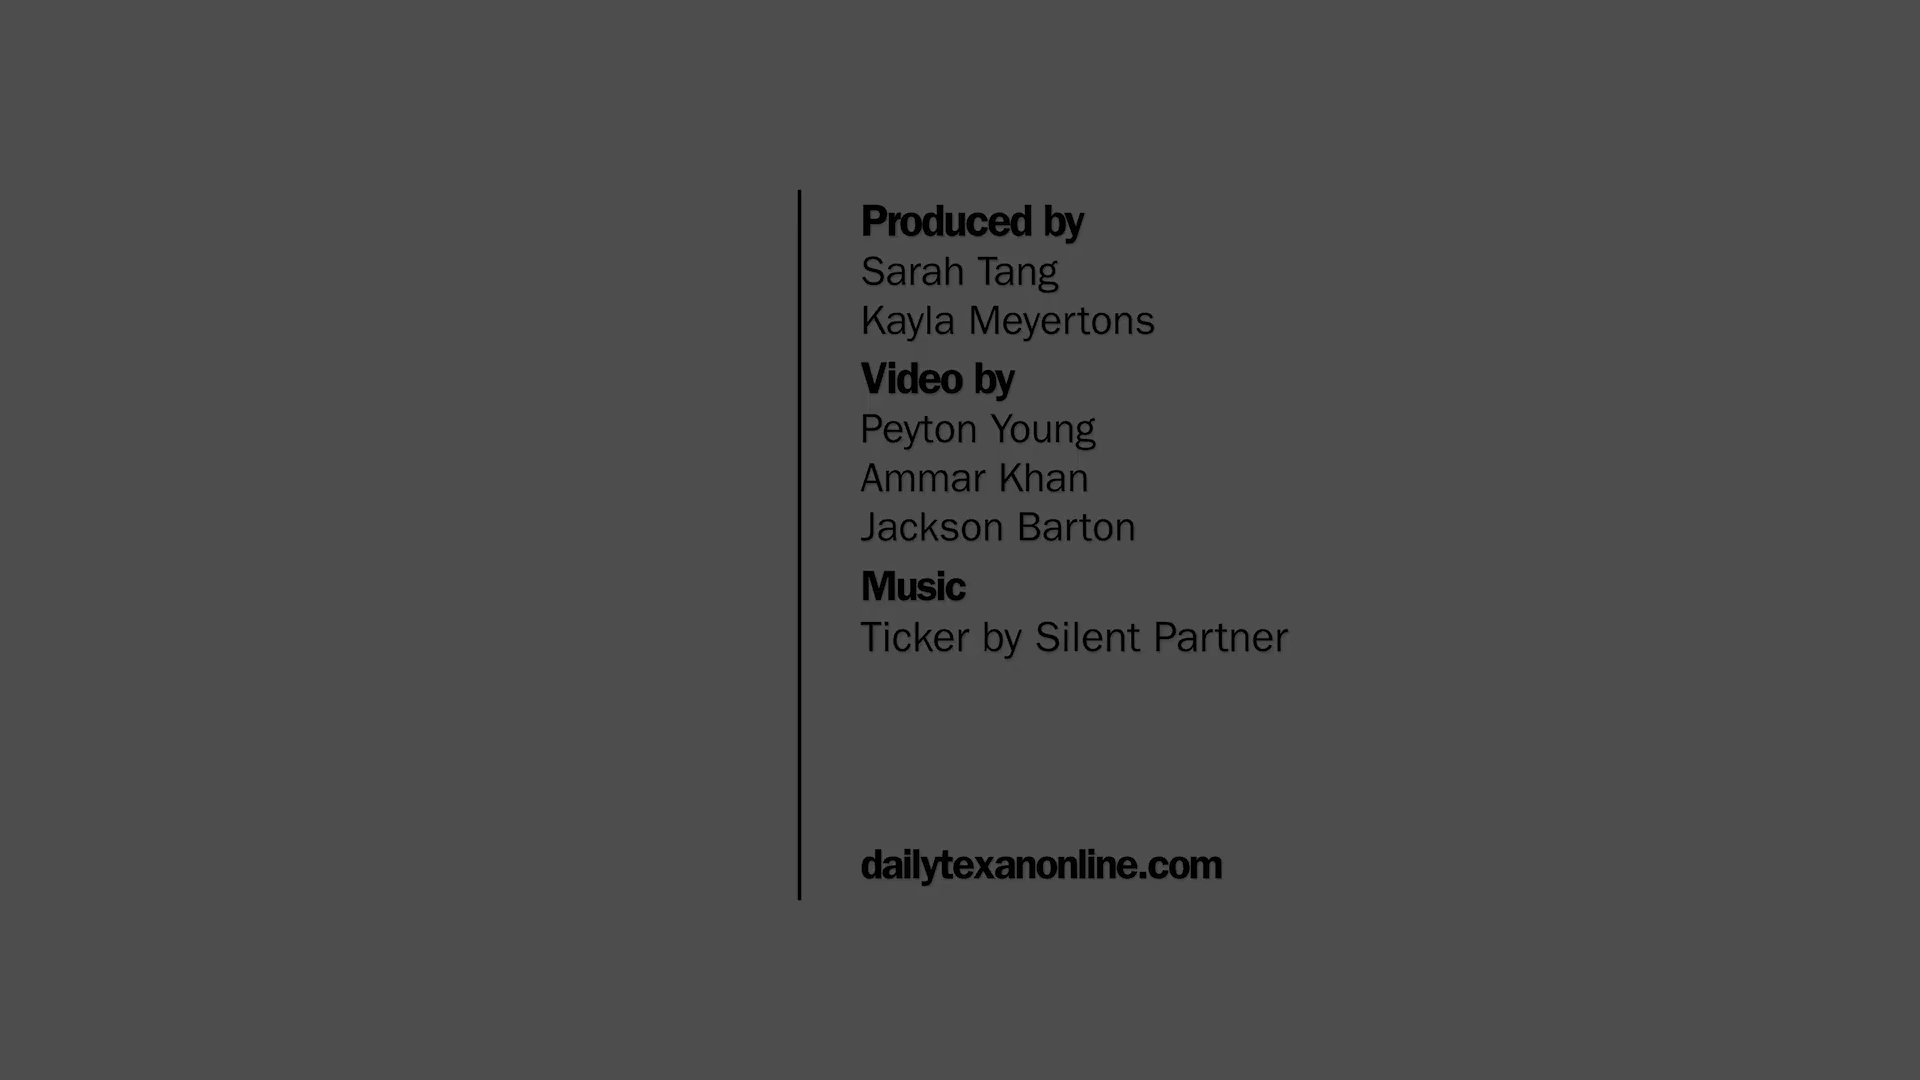 Produced by
Sarah Tang
Kayla Meyertons
Video by
Peyton Young
Ammar Khan
Jackson Barton
Music
Ticker by Silent Partner
dailytexanonline.com